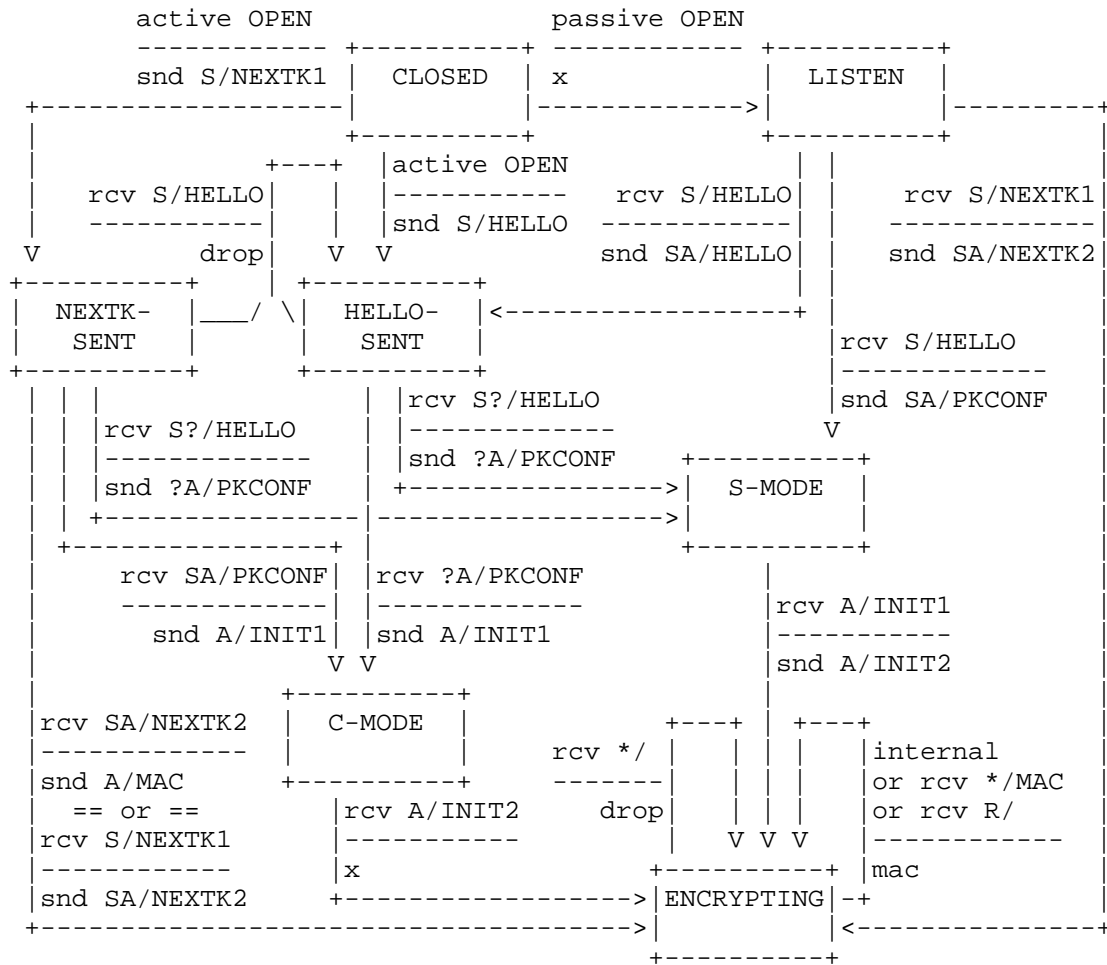 active OPEN passive OPEN
------------ +----------+ ------------ +----------+
snd S/NEXTK1 | CLOSED | x | LISTEN |
+-------------------| |------------->| |---------+
| +----------+ +----------+ |
| +---+ |active OPEN | | |
| rcv S/HELLO| | |----------- rcv S/HELLO| | rcv S/NEXTK1|
| -----------| | |snd S/HELLO ------------| | -------------|
V drop| V V snd SA/HELLO| | snd SA/NEXTK2|
+----------+ | +----------+ | | |
| NEXTK- |___/ \| HELLO- |<------------------+ | |
| SENT | | SENT | |rcv S/HELLO |
+----------+ +----------+ |------------- |
| | | | |rcv S?/HELLO |snd SA/PKCONF |
| | |rcv S?/HELLO | |------------- V |
| | |------------- | |snd ?A/PKCONF +----------+ |
| | |snd ?A/PKCONF | +---------------->| S-MODE | |
| | +----------------|------------------>| | |
| +----------------+ | +----------+ |
| rcv SA/PKCONF| |rcv ?A/PKCONF | |
| -------------| |------------- |rcv A/INIT1 |
| snd A/INIT1| |snd A/INIT1 |----------- |
| V V |snd A/INIT2 |
| +----------+ | |
|rcv SA/NEXTK2 | C-MODE | +---+ | +---+ |
|------------- | | rcv */ | | | | |internal |
|snd A/MAC +----------+ -------| | | | |or rcv */MAC |
| == or == |rcv A/INIT2 drop| | | | |or rcv R/ |
|rcv S/NEXTK1 |----------- | V V V |------------ |
|------------ |x +----------+ |mac |
|snd SA/NEXTK2 +------------------>|ENCRYPTING|-+ |
+-------------------------------------->| |<---------------+
+----------+